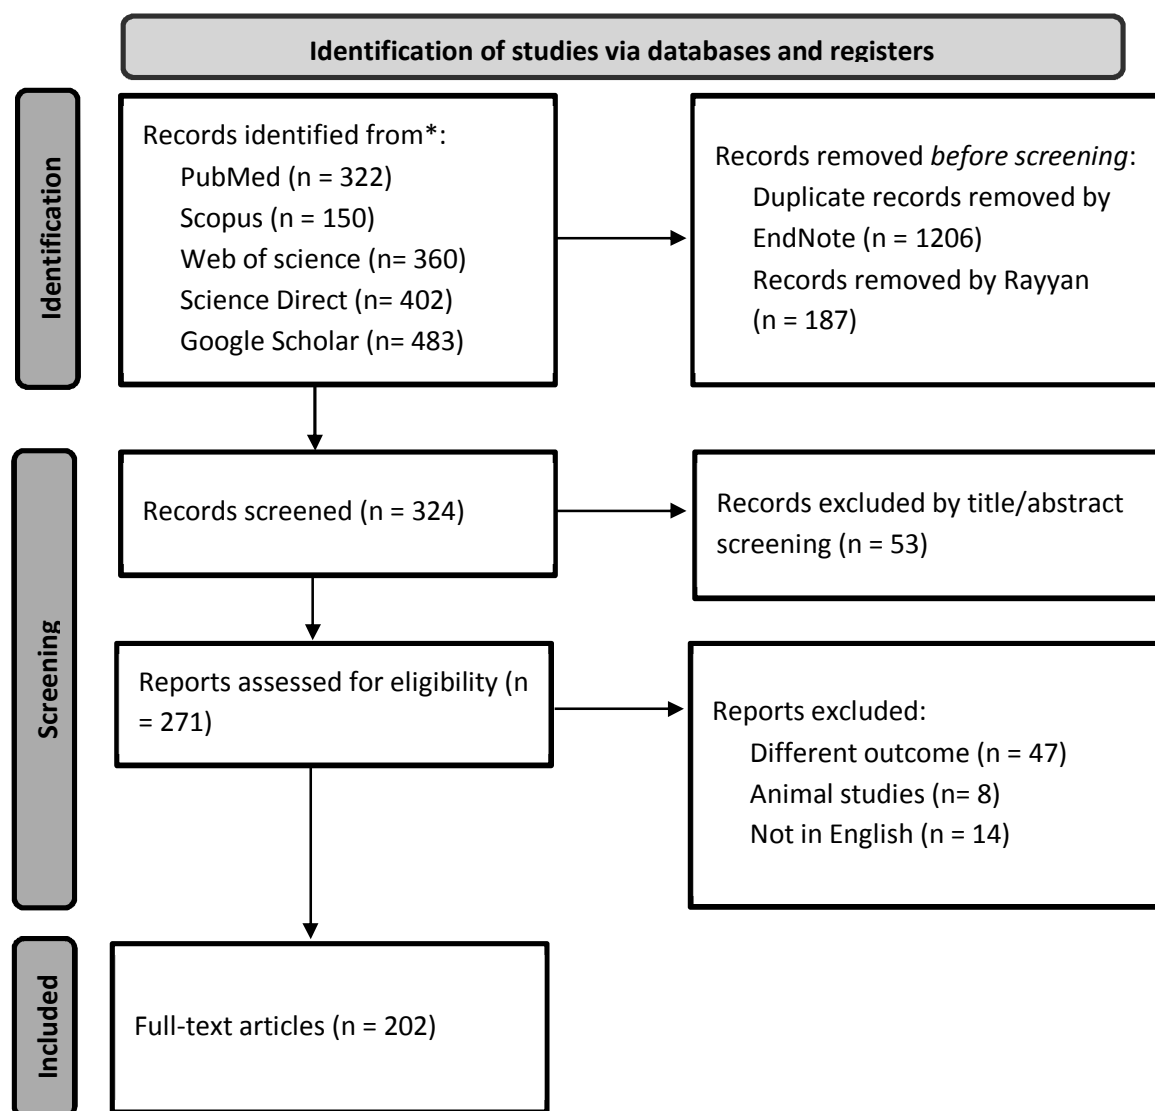 Identification of studies via databases and registers
Identification
Records identified from*:
PubMed (n = 322)
Scopus (n = 150)
Web of science (n= 360)
Science Direct (n= 402)
Google Scholar (n= 483)
Records removed before screening:
Duplicate records removed by
EndNote (n = 1206)
Records removed by Rayyan
(n = 187)
Screening
Records screened (n = 324)
Records excluded by title/abstract
screening (n = 53)
Reports assessed for eligibility (n
= 271)
Reports excluded:
Different outcome (n = 47)
Animal studies (n= 8)
Not in English (n = 14)
Included
Full-text articles (n = 202)